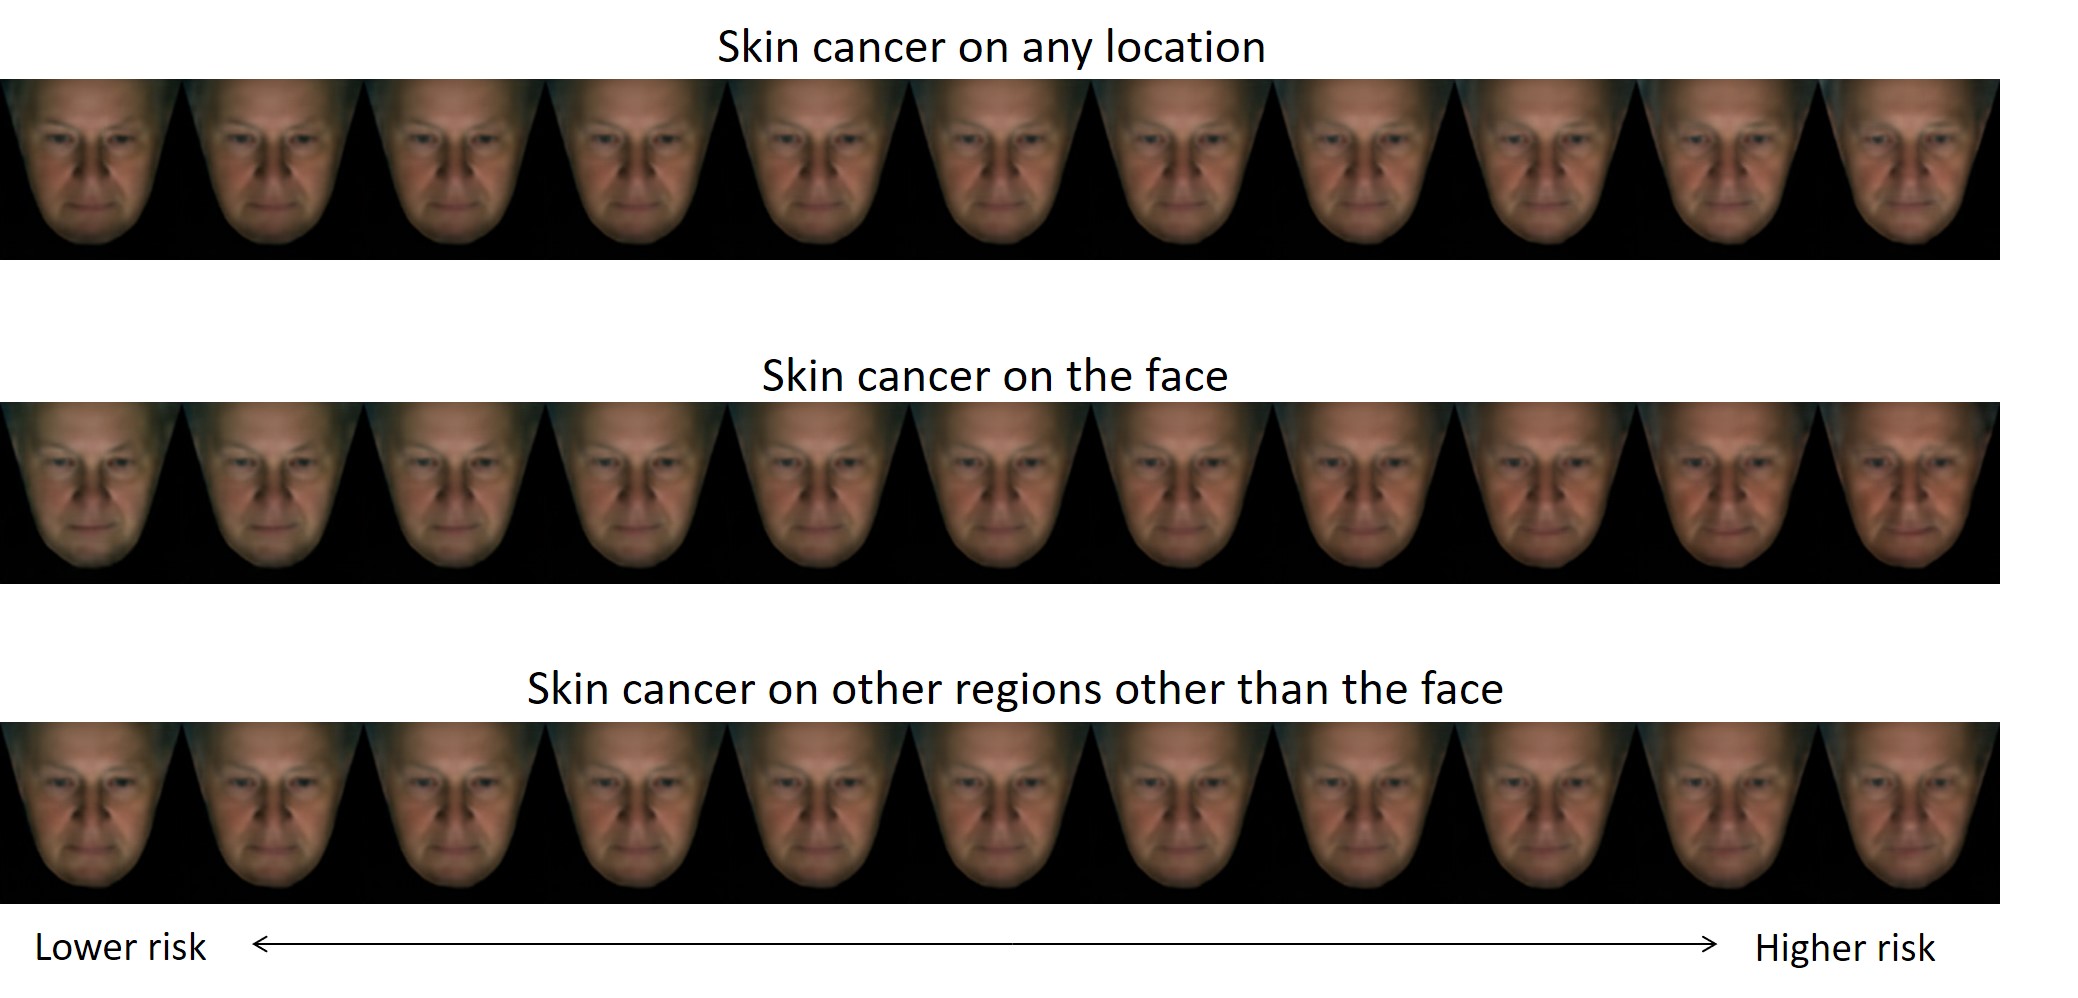 Skin cancer on any location
Skin cancer on the face
Skin cancer on other regions other than the face
Lower risk
Higher risk